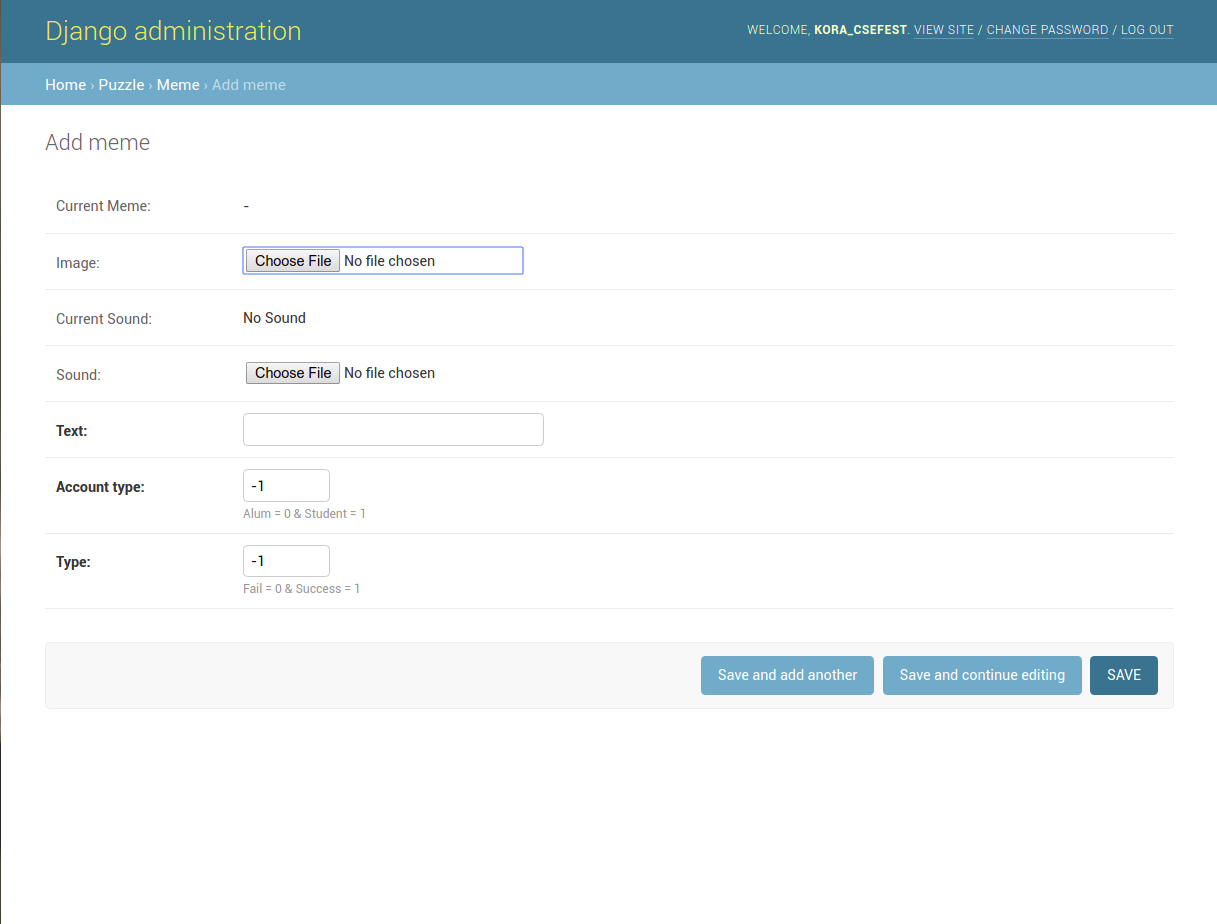 Django administration
WELCOME, KORA_CSEFEST. VIEW SITE / CHANGE PASSWORD / LOG OUT
Home › Puzzle › Meme › Add meme
Add meme
Current Meme: -
Image: Choose File No file chosen
Current Sound: No Sound
Sound: Choose File No file chosen
Text:
Account type: -1
Alum = 0 & Student = 1
Type: -1
Fail = 0 & Success = 1
Save and add another Save and continue editing SAVE